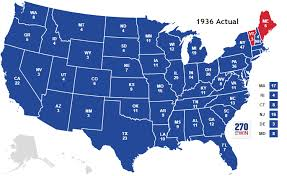 1936 Actual
WA
8
OR
5
CA
22
NV
3
ID
4
MT
4
WY
3
UT
4
AZ
3
CO
6
NM
3
ND
4
SD
4
NE
7
KS
9
OK
11
TX
23
MN
11
IA
11
MO
15
AR
9
LA
10
WI
12
IL
29
MI
19
IN
14
OH
26
KY
11
TN
11
MS
9
AL
11
GA
12
FL
7
SC
8
NC
13
VA
11
WV
8
PA
36
NY
47
ME
5
MA 17
RI 4
CT 8
NJ 16
DE 3
MD 8
270
TO WIN